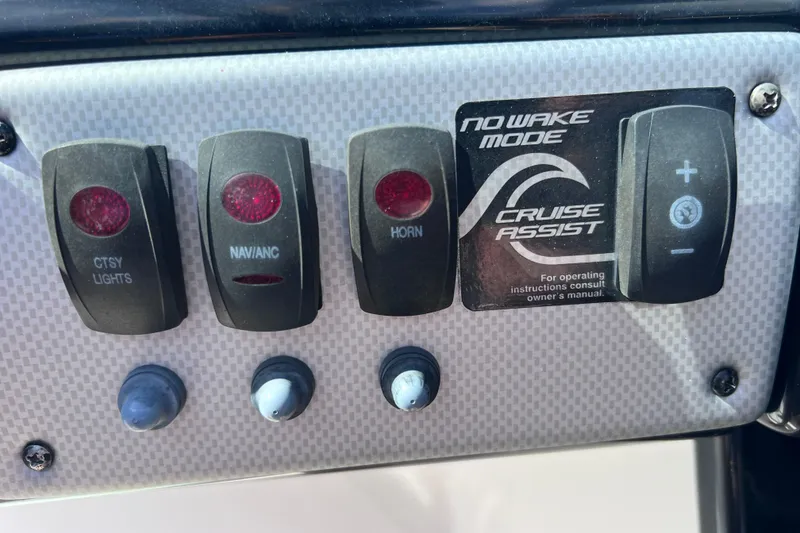 CTSY
LIGHTS
NAV/ANC
HORN
NO WAKE
MODE
CRUISE
ASSIST
For operating
instructions consult
owner's manual.
+
−